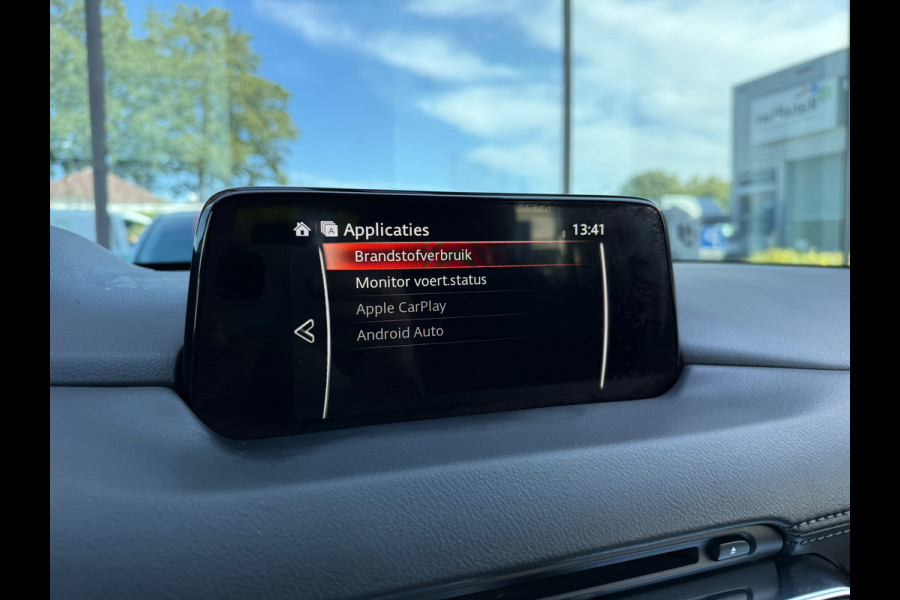 Applicaties 13:41
Brandstofverbruik
Monitor voert.status
Apple CarPlay
Android Auto